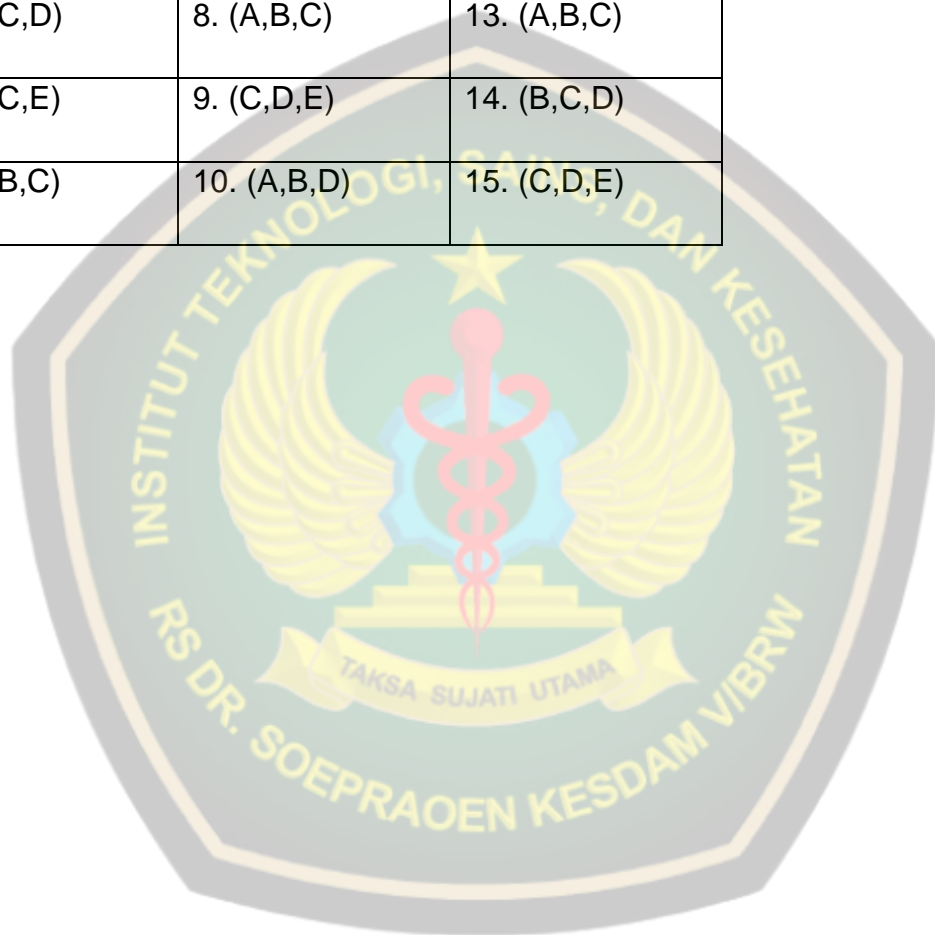 C,D) 8. (A,B,C) 13. (A,B,C)
C,E) 9. (C,D,E) 14. (B,C,D)
B,C) 10. (A,B,D) 15. (C,D,E)
INSTITUT TEKNOLOGI, SAINS, DAN KESEHATAN
TAKSA SUJATI UTAMA
RS DR. SOEPRAOEN KESDAM V/BRW